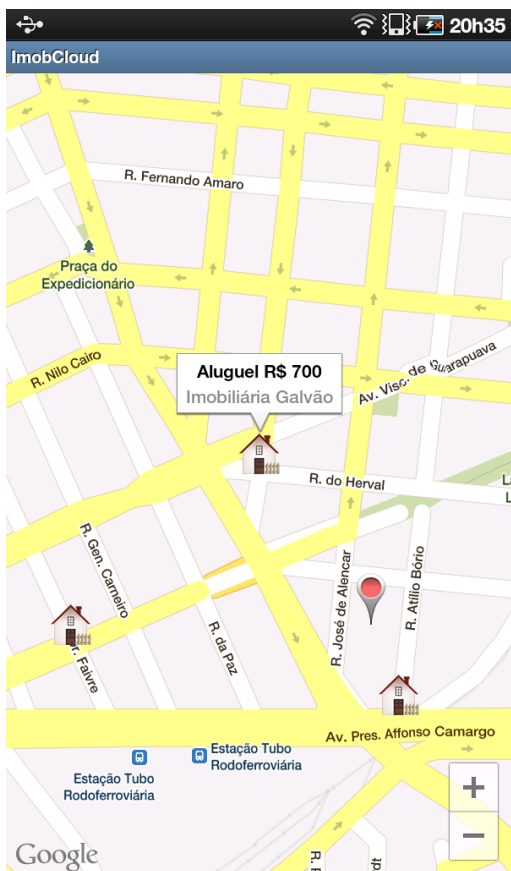 20h35
ImobCloud
R. Fernando Amaro
Praça do
Expedicionário
R. Nilo Cairo
Aluguel R$ 700
Imobiliária Galvão
Av. Visc. de Guarapuava
R. do Herval
R. Gen. Carneiro
R. José de Alencar
R. Atílio Bório
R. da Paz
r. Faivre
Av. Pres. Affonso Camargo
Estação Tubo
Rodoferroviária
Estação Tubo
Rodoferroviária
+
−
Google